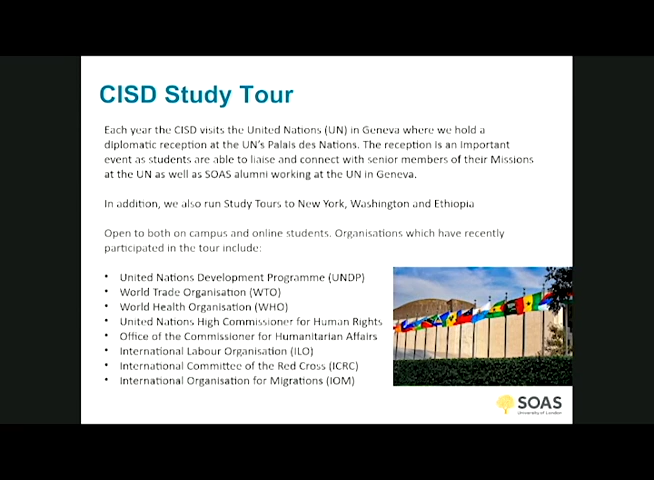 CISD Study Tour
Each year the CISD visits the United Nations (UN) in Geneva where we hold a
diplomatic reception at the UN's Palais des Nations. The reception is an important
event as students are able to liaise and connect with senior members of their Missions
at the UN as well as SOAS alumni working at the UN in Geneva.
In addition, we also run Study Tours to New York, Washington and Ethiopia
Open to both on campus and online students. Organisations which have recently
participated in the tour include:
• United Nations Development Programme (UNDP)
• World Trade Organisation (WTO)
• World Health Organisation (WHO)
• United Nations High Commissioner for Human Rights
• Office of the Commissioner for Humanitarian Affairs
• International Labour Organisation (ILO)
• International Committee of the Red Cross (ICRC)
• International Organisation for Migrations (IOM)
SOAS
University of London